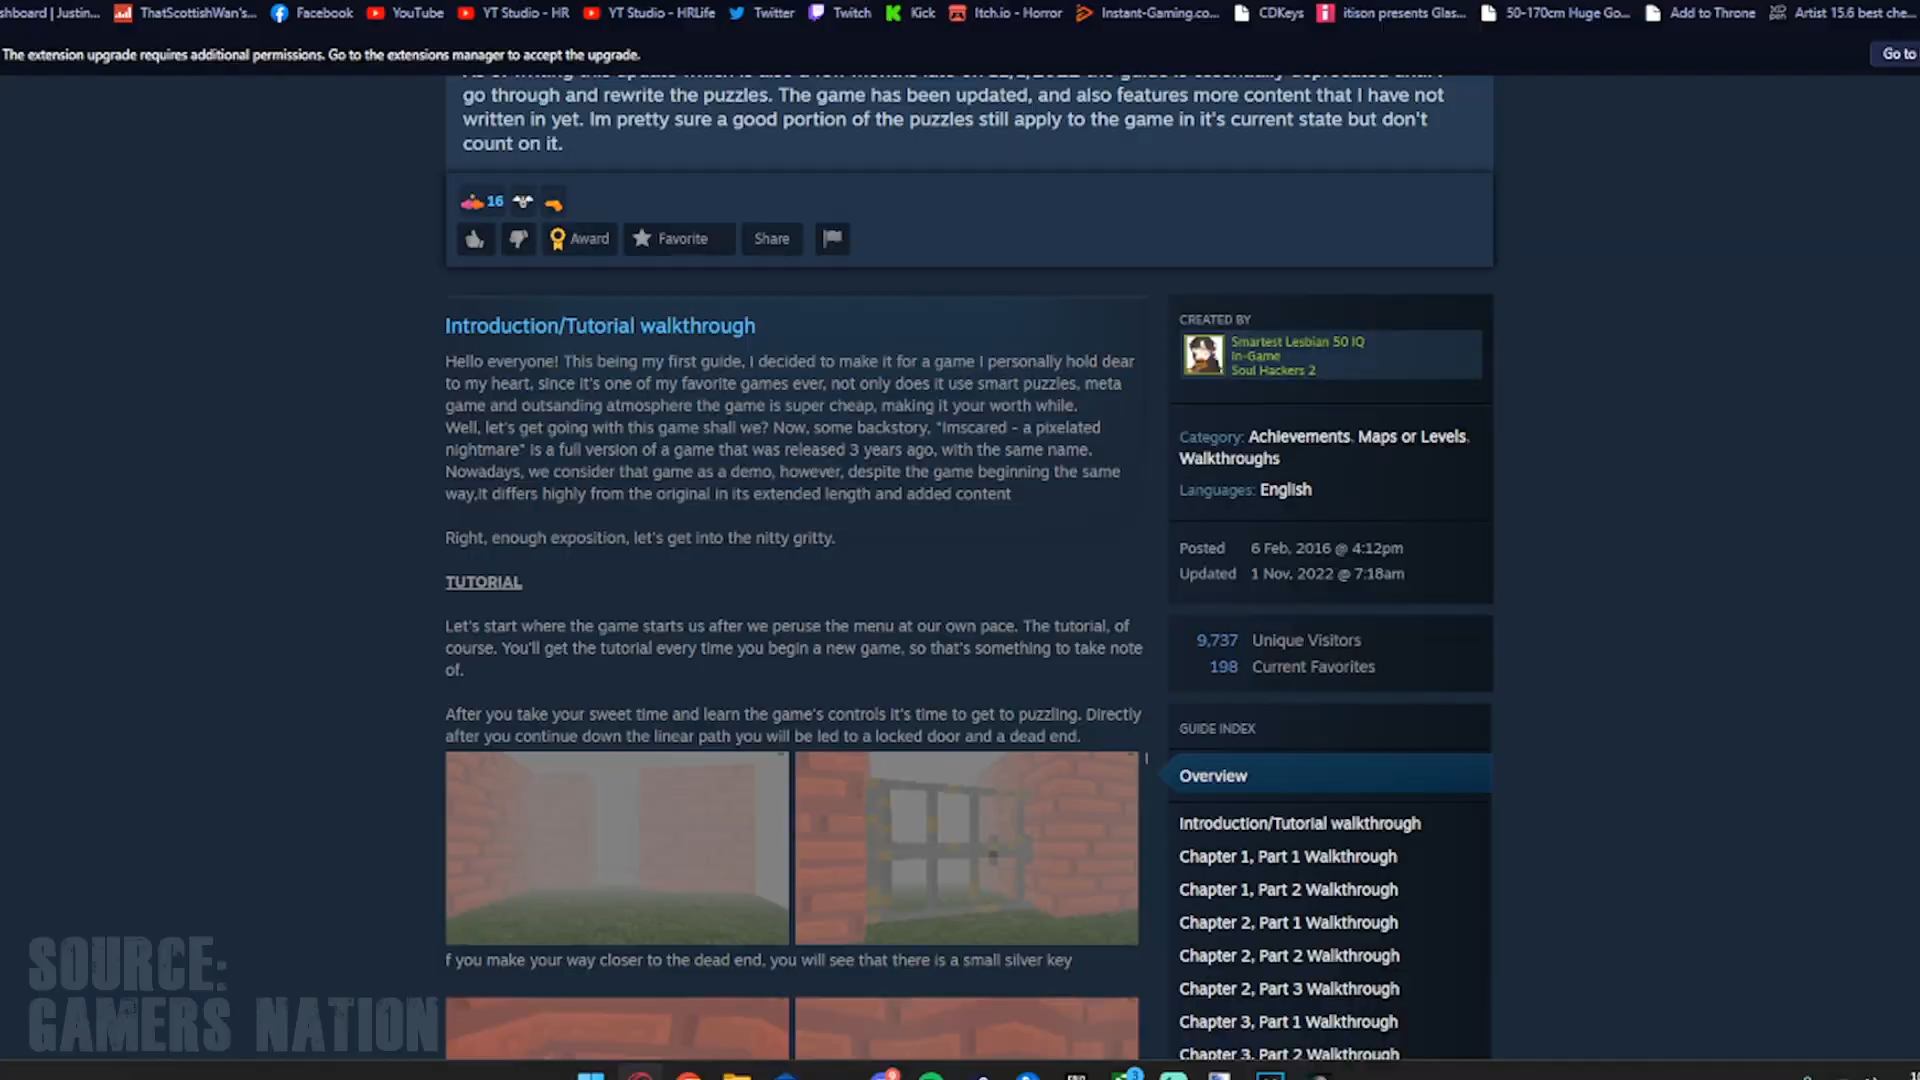 shboard | Justin...
ThatScottishWan's...
Facebook
YouTube
YT Studio - HR
YT Studio - HRLife
Twitter
Twitch
Kick
Itch.io - Horror
Instant-Gaming.co...
CDKeys
itison presents Glas...
50-170cm Huge Go...
Add to Throne
Artist 15.6 best che...
The extension upgrade requires additional permissions. Go to the extensions manager to accept the upgrade.
Go to
go through and rewrite the puzzles. The game has been updated, and also features more content that I have not
written in yet. Im pretty sure a good portion of the puzzles still apply to the game in it's current state but don't
count on it.
16
Award
Favorite
Share
Introduction/Tutorial walkthrough
Hello everyone! This being my first guide, I decided to make it for a game I personally hold dear
to my heart, since it's one of my favorite games ever, not only does it use smart puzzles, meta
game and outsanding atmosphere the game is super cheap, making it your worth while.
Well, let's get going with this game shall we? Now, some backstory, "Imscared - a pixelated
nightmare" is a full version of a game that was released 3 years ago, with the same name.
Nowadays, we consider that game as a demo, however, despite the game beginning the same
way,it differs highly from the original in its extended length and added content
Right, enough exposition, let's get into the nitty gritty.
TUTORIAL
Let's start where the game starts us after we peruse the menu at our own pace. The tutorial, of
course. You'll get the tutorial every time you begin a new game, so that's something to take note
of.
After you take your sweet time and learn the game's controls it's time to get to puzzling. Directly
after you continue down the linear path you will be led to a locked door and a dead end.
f you make your way closer to the dead end, you will see that there is a small silver key
CREATED BY
Smartest Lesbian 50 IQ
In-Game
Soul Hackers 2
Category: Achievements, Maps or Levels,
Walkthroughs
Languages: English
Posted 6 Feb, 2016 @ 4:12pm
Updated 1 Nov, 2022 @ 7:18am
9,737 Unique Visitors
198 Current Favorites
GUIDE INDEX
Overview
Introduction/Tutorial walkthrough
Chapter 1, Part 1 Walkthrough
Chapter 1, Part 2 Walkthrough
Chapter 2, Part 1 Walkthrough
Chapter 2, Part 2 Walkthrough
Chapter 2, Part 3 Walkthrough
Chapter 3, Part 1 Walkthrough
Chapter 3, Part 2 Walkthrough
SOURCE:
GAMERS NATION